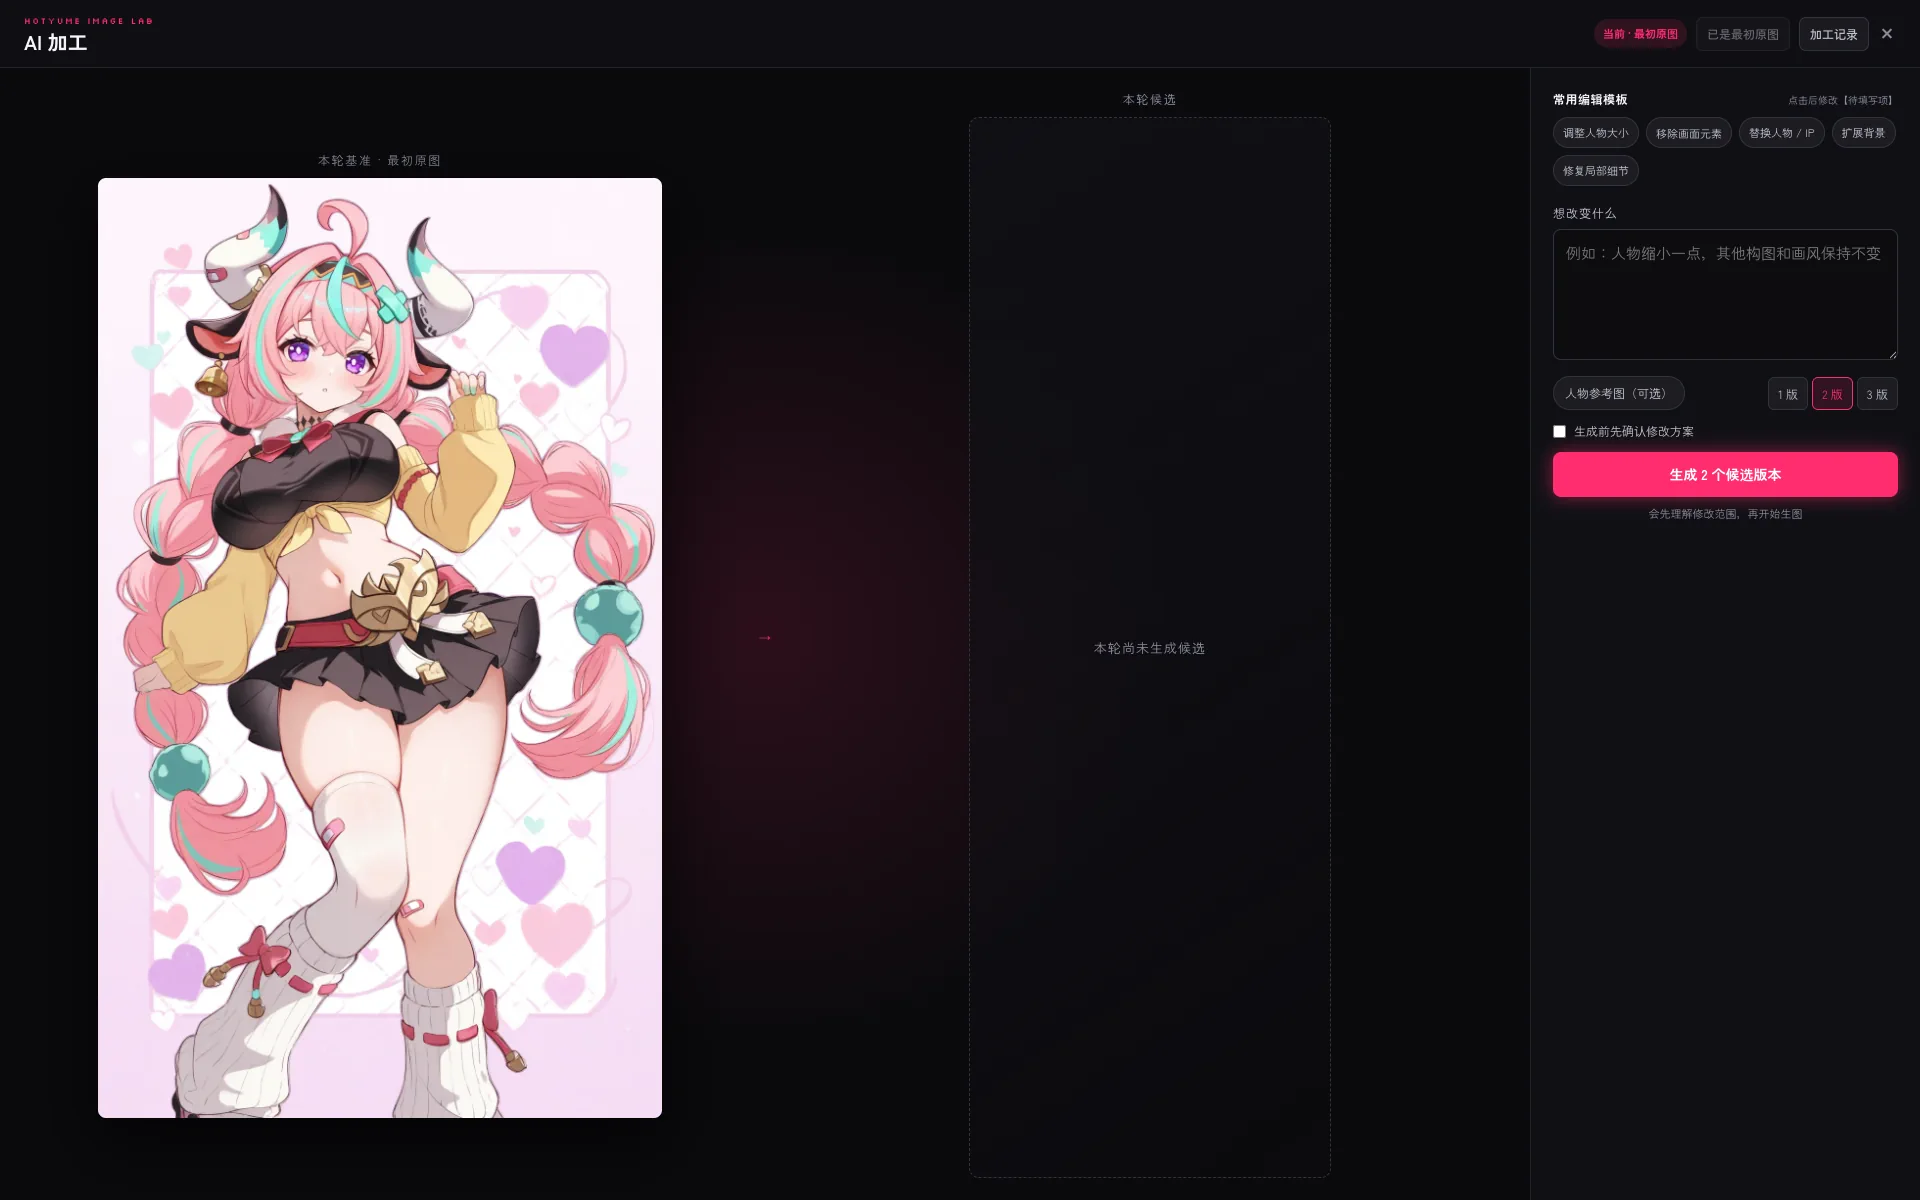 HOTYUME IMAGE LAB
AI 加工
当前 · 最初原图
已是最初原图
加工记录
✕
本轮基准 · 最初原图
→
本轮候选
本轮尚未生成候选
常用编辑模板
点击后修改【待填写项】
调整人物大小
移除画面元素
替换人物 / IP
扩展背景
修复局部细节
想改变什么
例如：人物缩小一点，其他构图和画风保持不变
人物参考图（可选）
1 版
2 版
3 版
生成前先确认修改方案
生成 2 个候选版本
会先理解修改范围，再开始生图